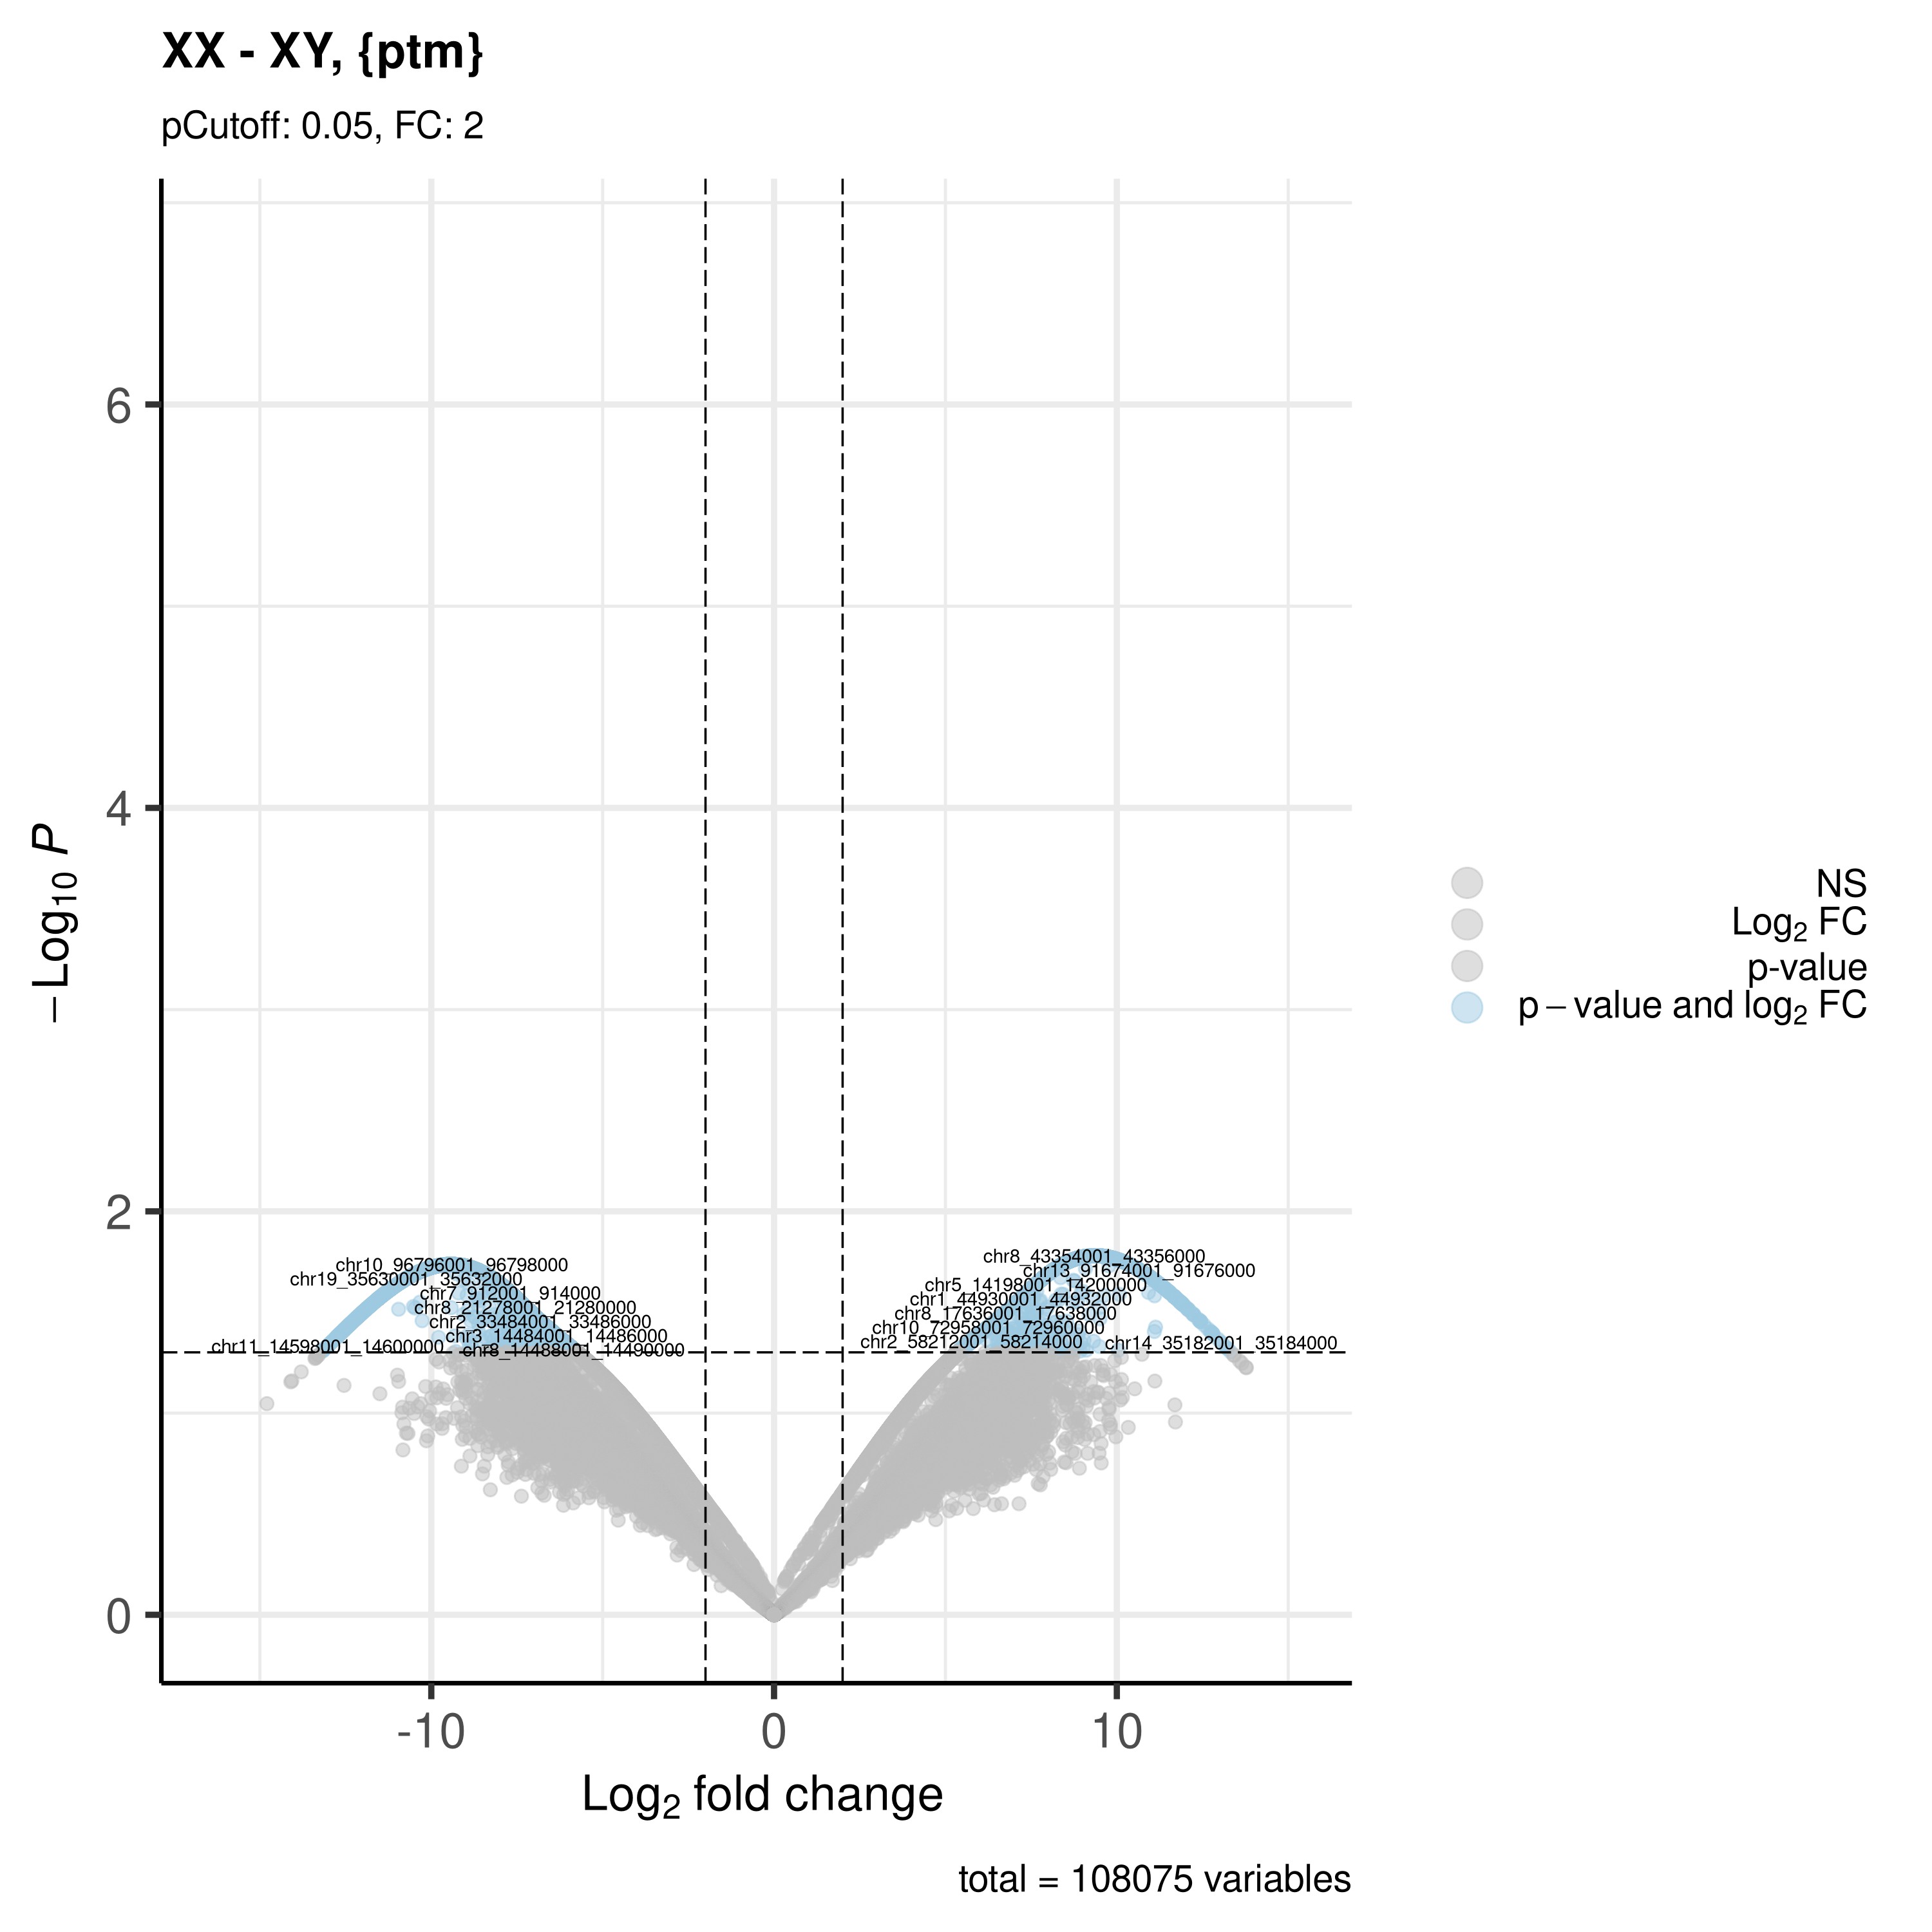 XX - XY, {ptm}
pCutoff: 0.05, FC: 2
6
4
2
0
−Log10 P
chr10_96796001_96798000
chr19_35630001_35632000
chr7_912001_914000
chr8_21278001_21280000
chr2_33484001_33486000
chr3_14484001_14486000
chr11_14598001_14600000
chr8_14488001_14490000
chr8_43354001_43356000
chr13_91674001_91676000
chr5_14198001_14200000
chr1_44930001_44932000
chr8_17636001_17638000
chr10_72958001_72960000
chr2_58212001_58214000
chr14_35182001_35184000
NS
Log2 FC
p-value
p − value and log2 FC
-10
0
10
Log2 fold change
total = 108075 variables